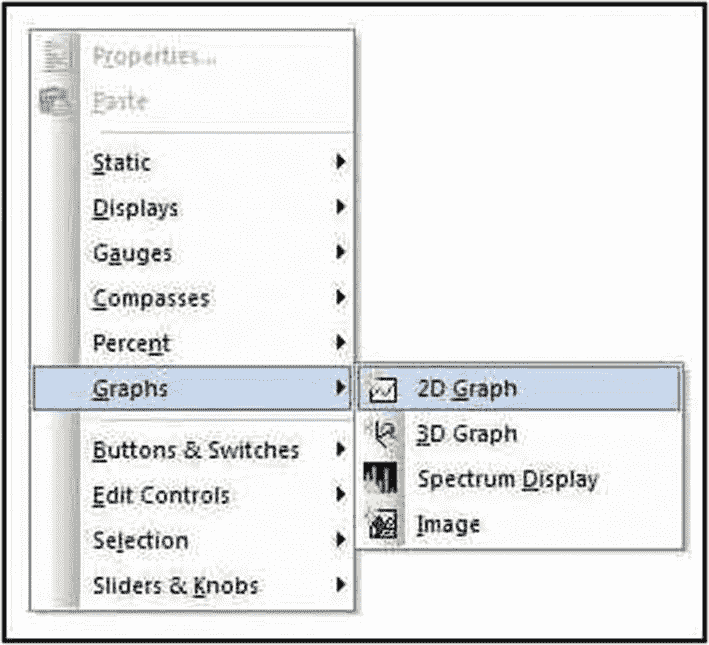 Properties...
Paste
Static
Displays
Gauges
Compasses
Percent
Graphs
2D Graph
3D Graph
Spectrum Display
Image
Buttons & Switches
Edit Controls
Selection
Sliders & Knobs